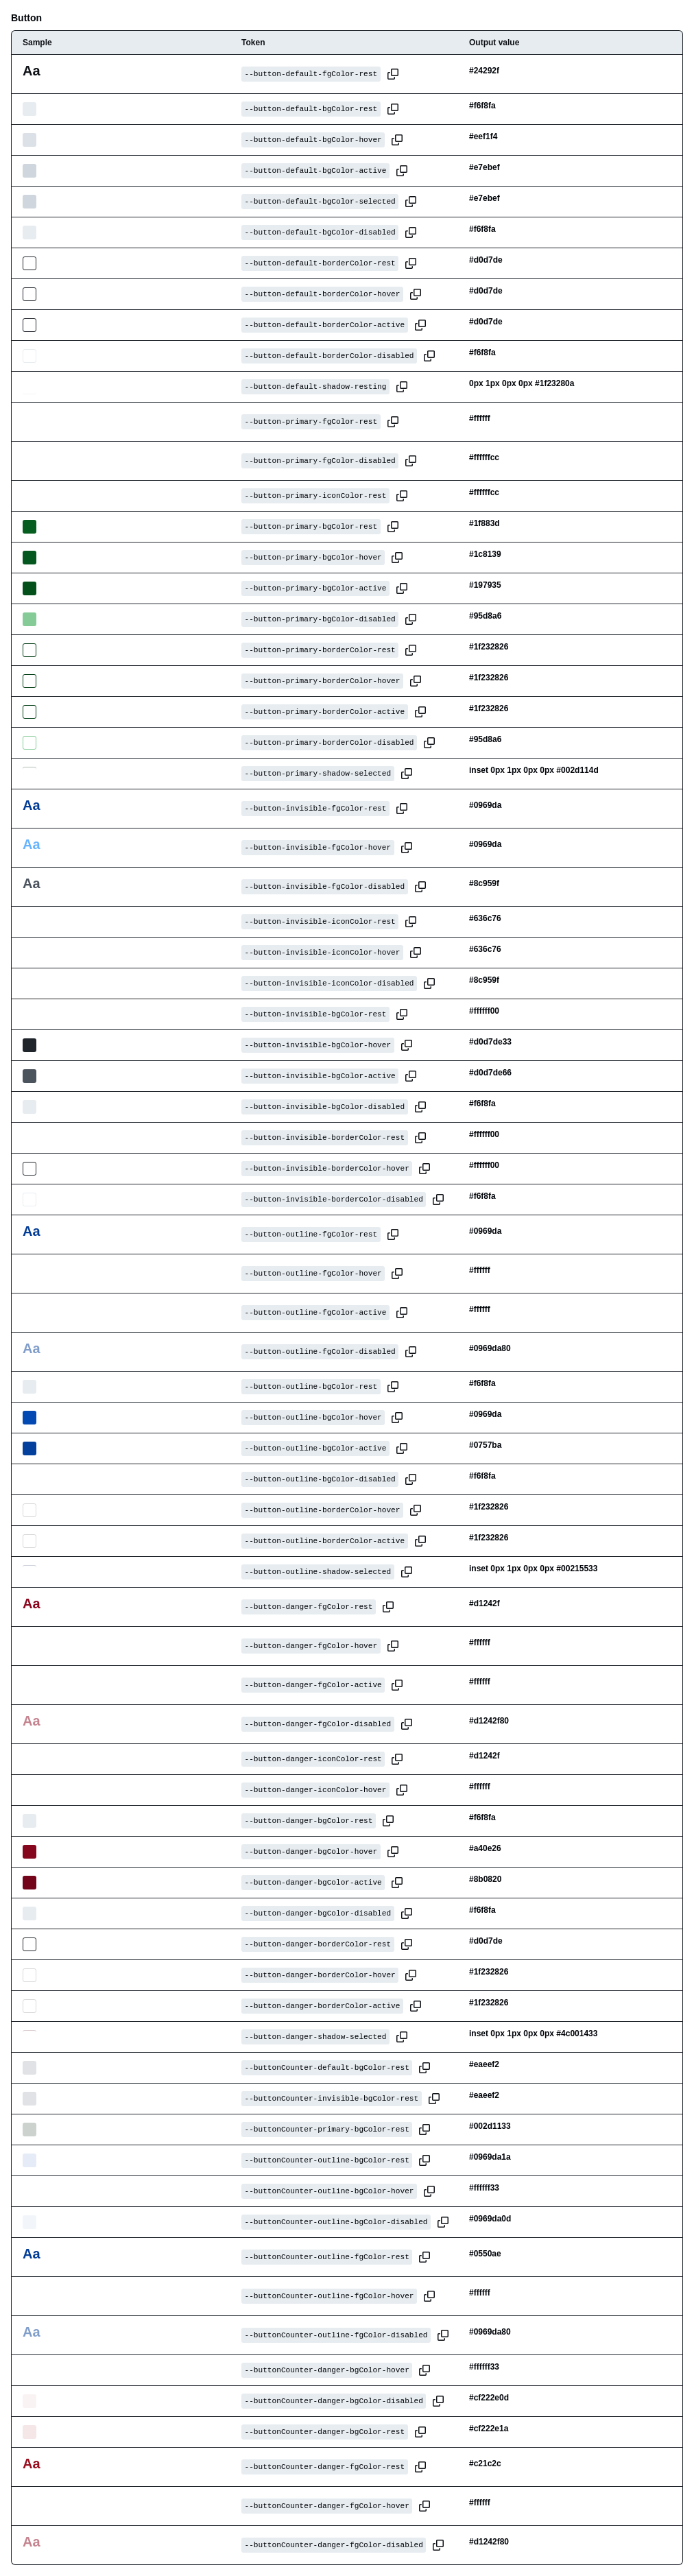 Button
Sample Token Output value
Aa --button-default-fgColor-rest #24292f
--button-default-bgColor-rest #f6f8fa
--button-default-bgColor-hover #eef1f4
--button-default-bgColor-active #e7ebef
--button-default-bgColor-selected #e7ebef
--button-default-bgColor-disabled #f6f8fa
--button-default-borderColor-rest #d0d7de
--button-default-borderColor-hover #d0d7de
--button-default-borderColor-active #d0d7de
--button-default-borderColor-disabled #f6f8fa
--button-default-shadow-resting 0px 1px 0px 0px #1f23280a
--button-primary-fgColor-rest #ffffff
--button-primary-fgColor-disabled #ffffffcc
--button-primary-iconColor-rest #ffffffcc
--button-primary-bgColor-rest #1f883d
--button-primary-bgColor-hover #1c8139
--button-primary-bgColor-active #197935
--button-primary-bgColor-disabled #95d8a6
--button-primary-borderColor-rest #1f232826
--button-primary-borderColor-hover #1f232826
--button-primary-borderColor-active #1f232826
--button-primary-borderColor-disabled #95d8a6
--button-primary-shadow-selected inset 0px 1px 0px 0px #002d114d
Aa --button-invisible-fgColor-rest #0969da
Aa --button-invisible-fgColor-hover #0969da
Aa --button-invisible-fgColor-disabled #8c959f
--button-invisible-iconColor-rest #636c76
--button-invisible-iconColor-hover #636c76
--button-invisible-iconColor-disabled #8c959f
--button-invisible-bgColor-rest #ffffff00
--button-invisible-bgColor-hover #d0d7de33
--button-invisible-bgColor-active #d0d7de66
--button-invisible-bgColor-disabled #f6f8fa
--button-invisible-borderColor-rest #ffffff00
--button-invisible-borderColor-hover #ffffff00
--button-invisible-borderColor-disabled #f6f8fa
Aa --button-outline-fgColor-rest #0969da
--button-outline-fgColor-hover #ffffff
--button-outline-fgColor-active #ffffff
Aa --button-outline-fgColor-disabled #0969da80
--button-outline-bgColor-rest #f6f8fa
--button-outline-bgColor-hover #0969da
--button-outline-bgColor-active #0757ba
--button-outline-bgColor-disabled #f6f8fa
--button-outline-borderColor-hover #1f232826
--button-outline-borderColor-active #1f232826
--button-outline-shadow-selected inset 0px 1px 0px 0px #00215533
Aa --button-danger-fgColor-rest #d1242f
--button-danger-fgColor-hover #ffffff
--button-danger-fgColor-active #ffffff
Aa --button-danger-fgColor-disabled #d1242f80
--button-danger-iconColor-rest #d1242f
--button-danger-iconColor-hover #ffffff
--button-danger-bgColor-rest #f6f8fa
--button-danger-bgColor-hover #a40e26
--button-danger-bgColor-active #8b0820
--button-danger-bgColor-disabled #f6f8fa
--button-danger-borderColor-rest #d0d7de
--button-danger-borderColor-hover #1f232826
--button-danger-borderColor-active #1f232826
--button-danger-shadow-selected inset 0px 1px 0px 0px #4c001433
--buttonCounter-default-bgColor-rest #eaeef2
--buttonCounter-invisible-bgColor-rest #eaeef2
--buttonCounter-primary-bgColor-rest #002d1133
--buttonCounter-outline-bgColor-rest #0969da1a
--buttonCounter-outline-bgColor-hover #ffffff33
--buttonCounter-outline-bgColor-disabled #0969da0d
Aa --buttonCounter-outline-fgColor-rest #0550ae
--buttonCounter-outline-fgColor-hover #ffffff
Aa --buttonCounter-outline-fgColor-disabled #0969da80
--buttonCounter-danger-bgColor-hover #ffffff33
--buttonCounter-danger-bgColor-disabled #cf222e0d
--buttonCounter-danger-bgColor-rest #cf222e1a
Aa --buttonCounter-danger-fgColor-rest #c21c2c
--buttonCounter-danger-fgColor-hover #ffffff
Aa --buttonCounter-danger-fgColor-disabled #d1242f80